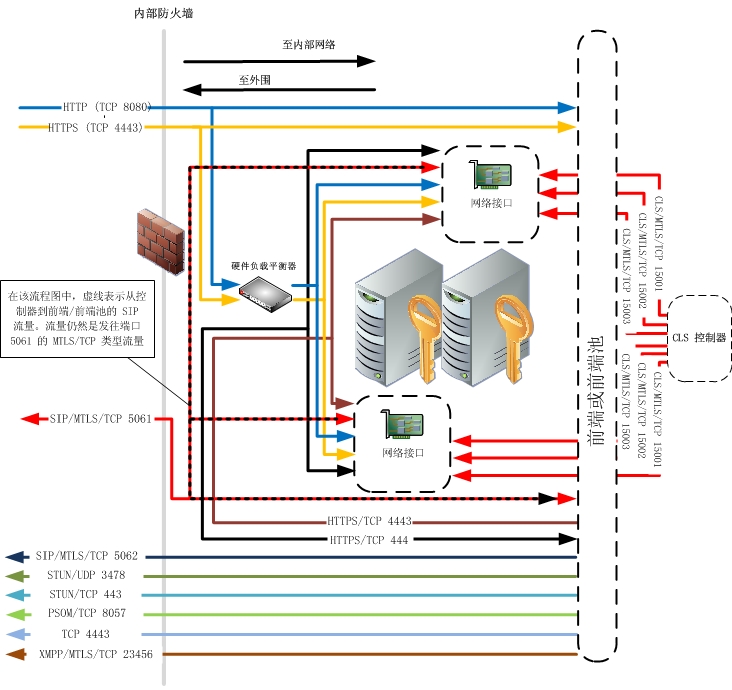 内部防火墙
至内部网络
至外围
HTTP (TCP 8080)
HTTPS (TCP 4443)
网络接口
硬件负载平衡器
在该流程图中，虚线表示从控
制器到前端/前端池的 SIP
流量。流量仍然是发往端口
5061 的 MTLS/TCP 类型流量
CLS/MTLS/TCP 15001
CLS/MTLS/TCP 15002
CLS/MTLS/TCP 15003
CLS 控制器
前端或前端池
CLS/MTLS/TCP 15003
CLS/MTLS/TCP 15002
CLS/MTLS/TCP 15001
SIP/MTLS/TCP 5061
网络接口
HTTPS/TCP 4443
HTTPS/TCP 444
SIP/MTLS/TCP 5062
STUN/UDP 3478
STUN/TCP 443
PSOM/TCP 8057
TCP 4443
XMPP/MTLS/TCP 23456